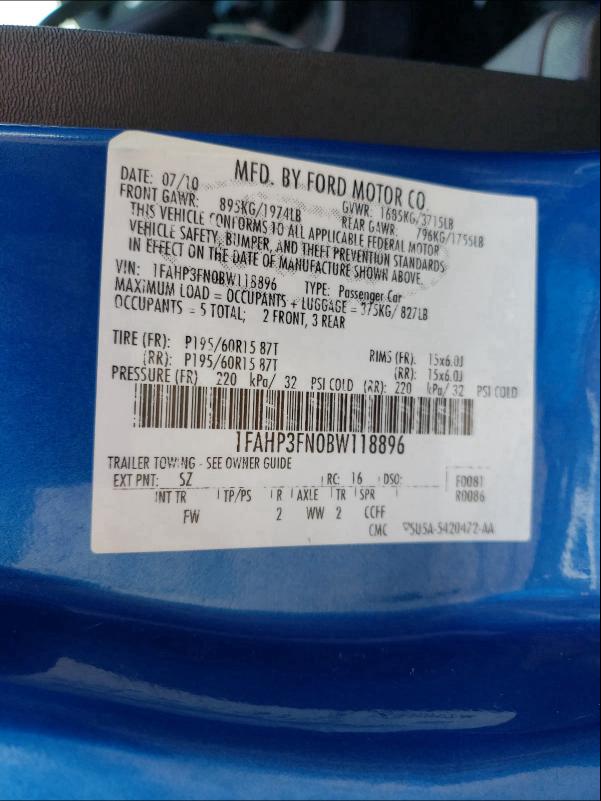 MFD. BY FORD MOTOR CO.
DATE: 07/10 GVWR: 1685KG/3715LB
FRONT GAWR: 895KG/1974LB REAR GAWR: 796KG/1755LB
THIS VEHICLE CONFORMS TO ALL APPLICABLE FEDERAL MOTOR
VEHICLE SAFETY, BUMPER, AND THEFT PREVENTION STANDARDS
IN EFFECT ON THE DATE OF MANUFACTURE SHOWN ABOVE.
VIN: 1FAHP3FN0BW118896 TYPE: Passenger Car
MAXIMUM LOAD = OCCUPANTS + LUGGAGE = 375KG/ 827LB
OCCUPANTS = 5 TOTAL; 2 FRONT, 3 REAR
TIRE (FR): P195/60R15 87T RIMS (FR): 15x6.0J
(RR): P195/60R15 87T (RR): 15x6.0J
PRESSURE (FR) 220 kPa/ 32 PSI COLD (RR): 220 kPa/ 32 PSI COLD
1FAHP3FN0BW118896
TRAILER TOWING - SEE OWNER GUIDE
EXT PNT: SZ RC: 16 DSO: F0081
R0086
INT TR TP/PS R AXLE TR SPR
FW 2 WW 2 CCFF
CMC 5U5A-5420472-AA